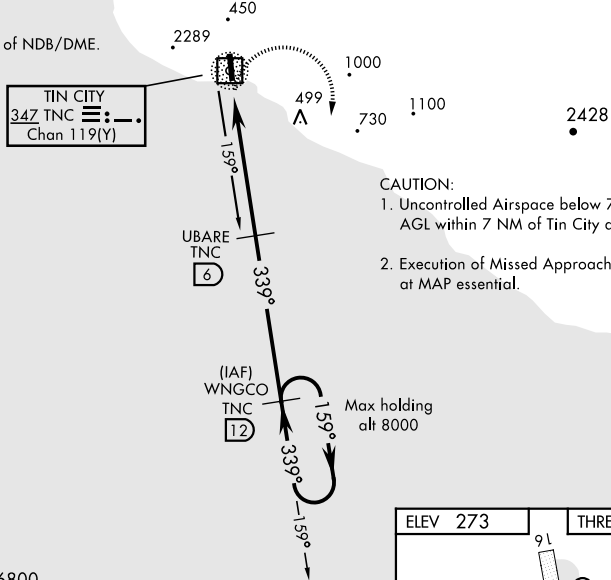 450
2289
of NDB/DME.
1000
TIN CITY
347 TNC
Chan 119(Y)
499
1100
730
2428
159°
CAUTION:
1. Uncontrolled Airspace below 7
AGL within 7 NM of Tin City a
UBARE
TNC
6
339°
2. Execution of Missed Approach
at MAP essential.
(IAF)
WNGCO
TNC
12
159°
Max holding
alt 8000
339°
159°
ELEV 273
THRE
16
6800